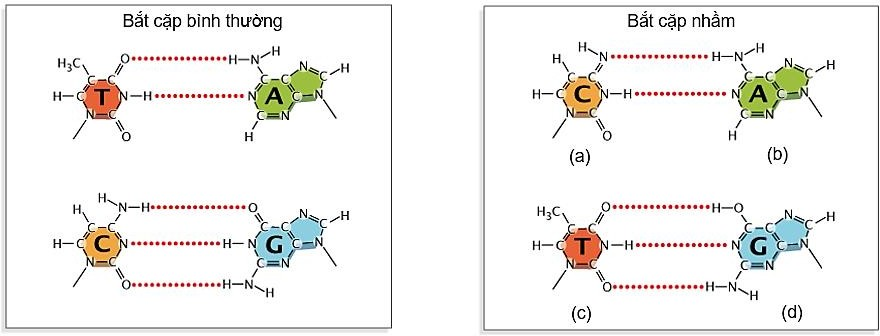 Bắt cặp bình thường
H₃C O H–N H
C C C N C H
H–C T N–H N A C N
N C C N
O H
H N–H O
H C C C N C H
H–C C N H–N G C N
N C C N
O H–N H
Bắt cặp nhầm
H N H–N H
H C C C N C H
H–C C N–H N A C N
N C C N
O H
(a) (b)
H₃C O H–O
C C C N C H
H–C T N–H N G C N
N C C N
O H–N H
(c) (d)